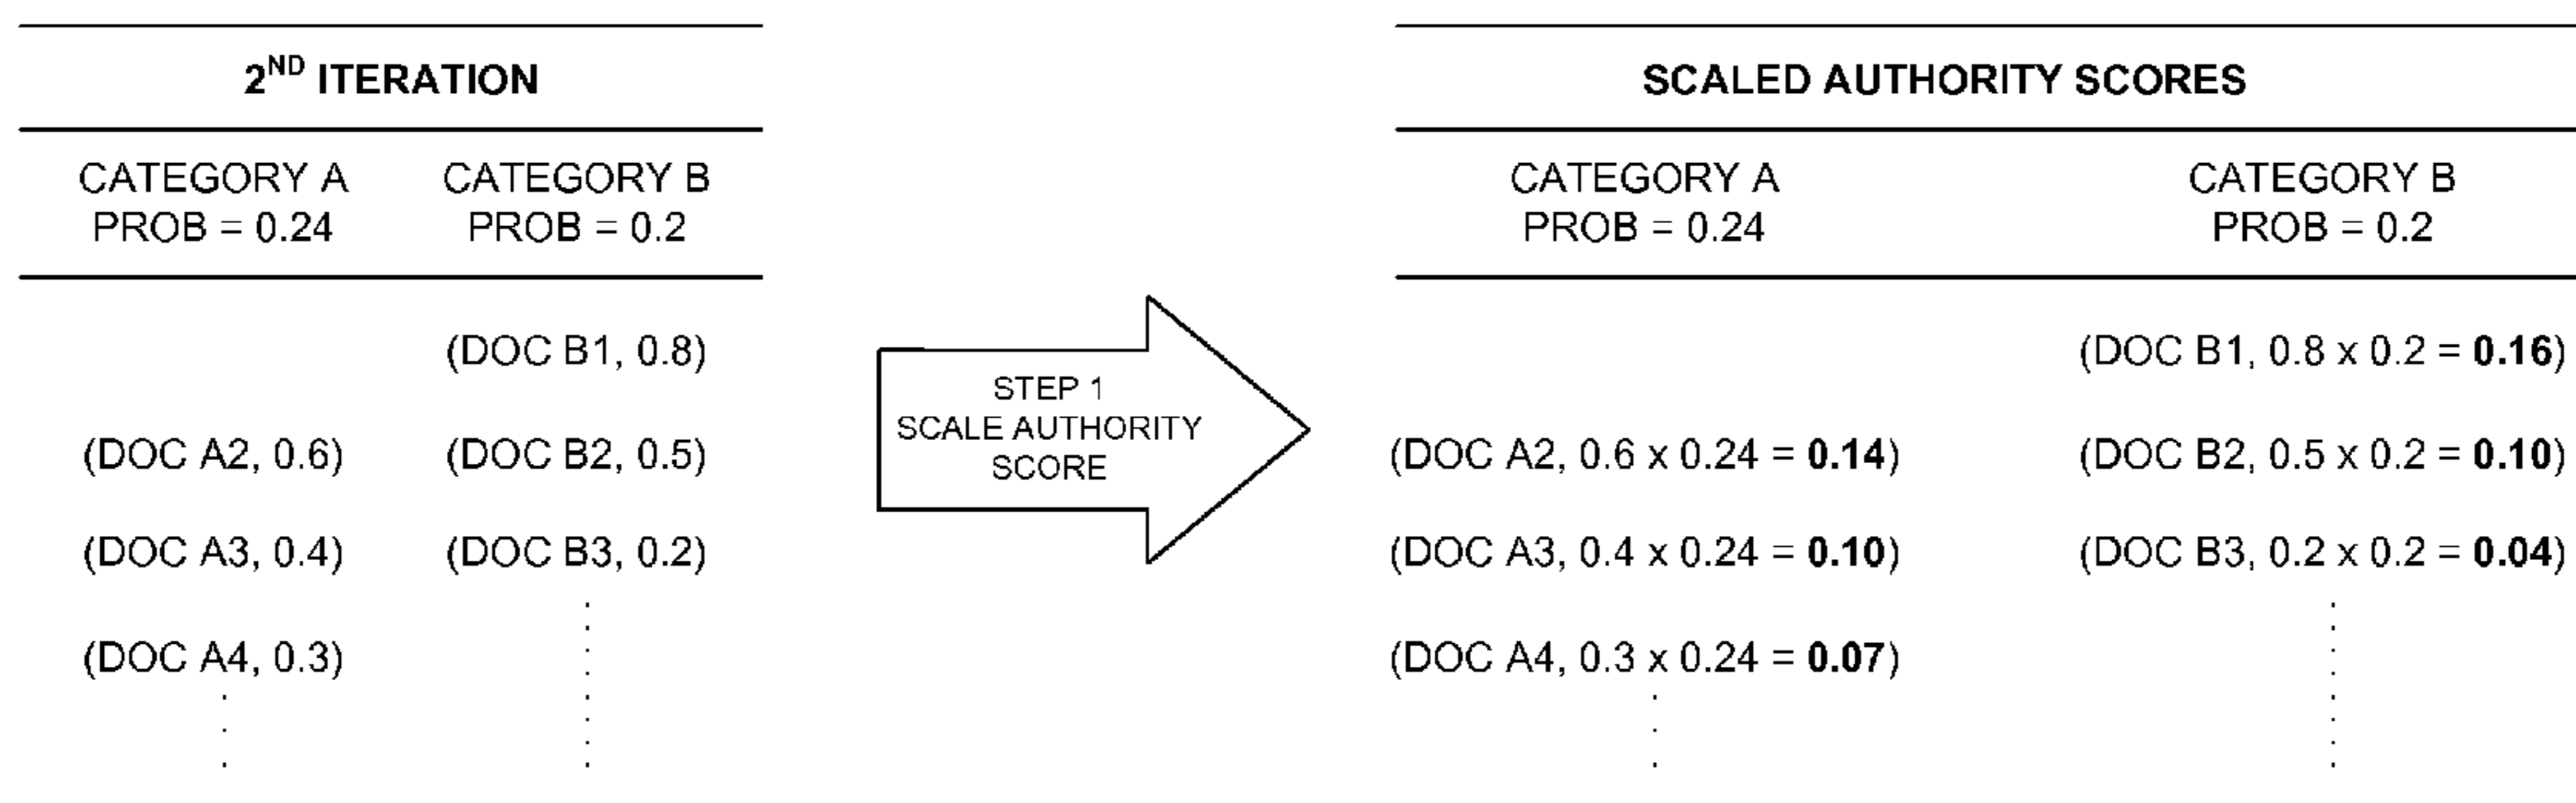 2ND ITERATION
CATEGORY A CATEGORY B
PROB = 0.24 PROB = 0.2
(DOC B1, 0.8)
(DOC A2, 0.6) (DOC B2, 0.5)
(DOC A3, 0.4) (DOC B3, 0.2)
(DOC A4, 0.3)
STEP 1
SCALE AUTHORITY
SCORE
SCALED AUTHORITY SCORES
CATEGORY A CATEGORY B
PROB = 0.24 PROB = 0.2
(DOC B1, 0.8 x 0.2 = 0.16)
(DOC A2, 0.6 x 0.24 = 0.14) (DOC B2, 0.5 x 0.2 = 0.10)
(DOC A3, 0.4 x 0.24 = 0.10) (DOC B3, 0.2 x 0.2 = 0.04)
(DOC A4, 0.3 x 0.24 = 0.07)